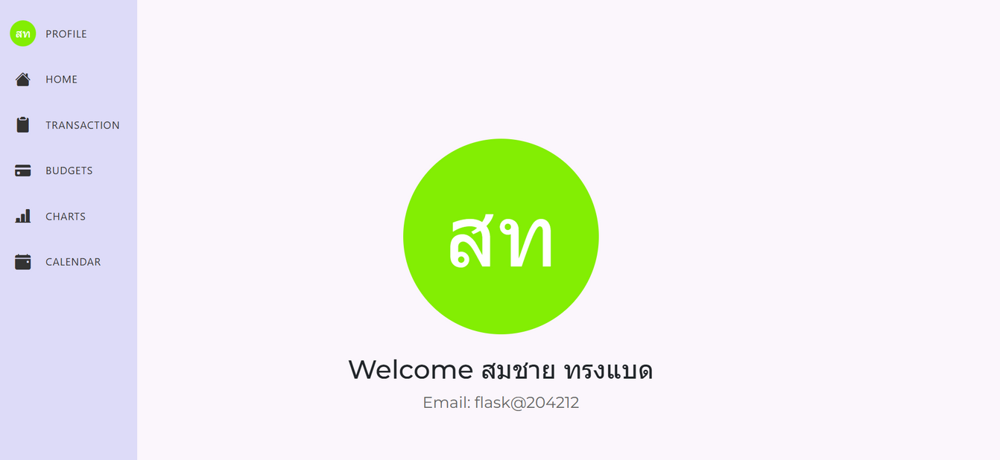 สท PROFILE
HOME
TRANSACTION
BUDGETS
CHARTS
CALENDAR
สท
Welcome สมชาย ทรงแบด
Email: flask@204212